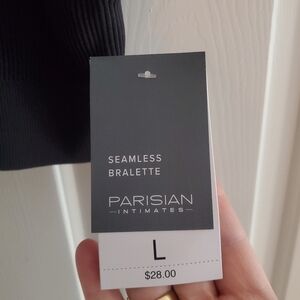 SEAMLESS
BRALETTE
PARISIAN
INTIMATES
L
$28.00